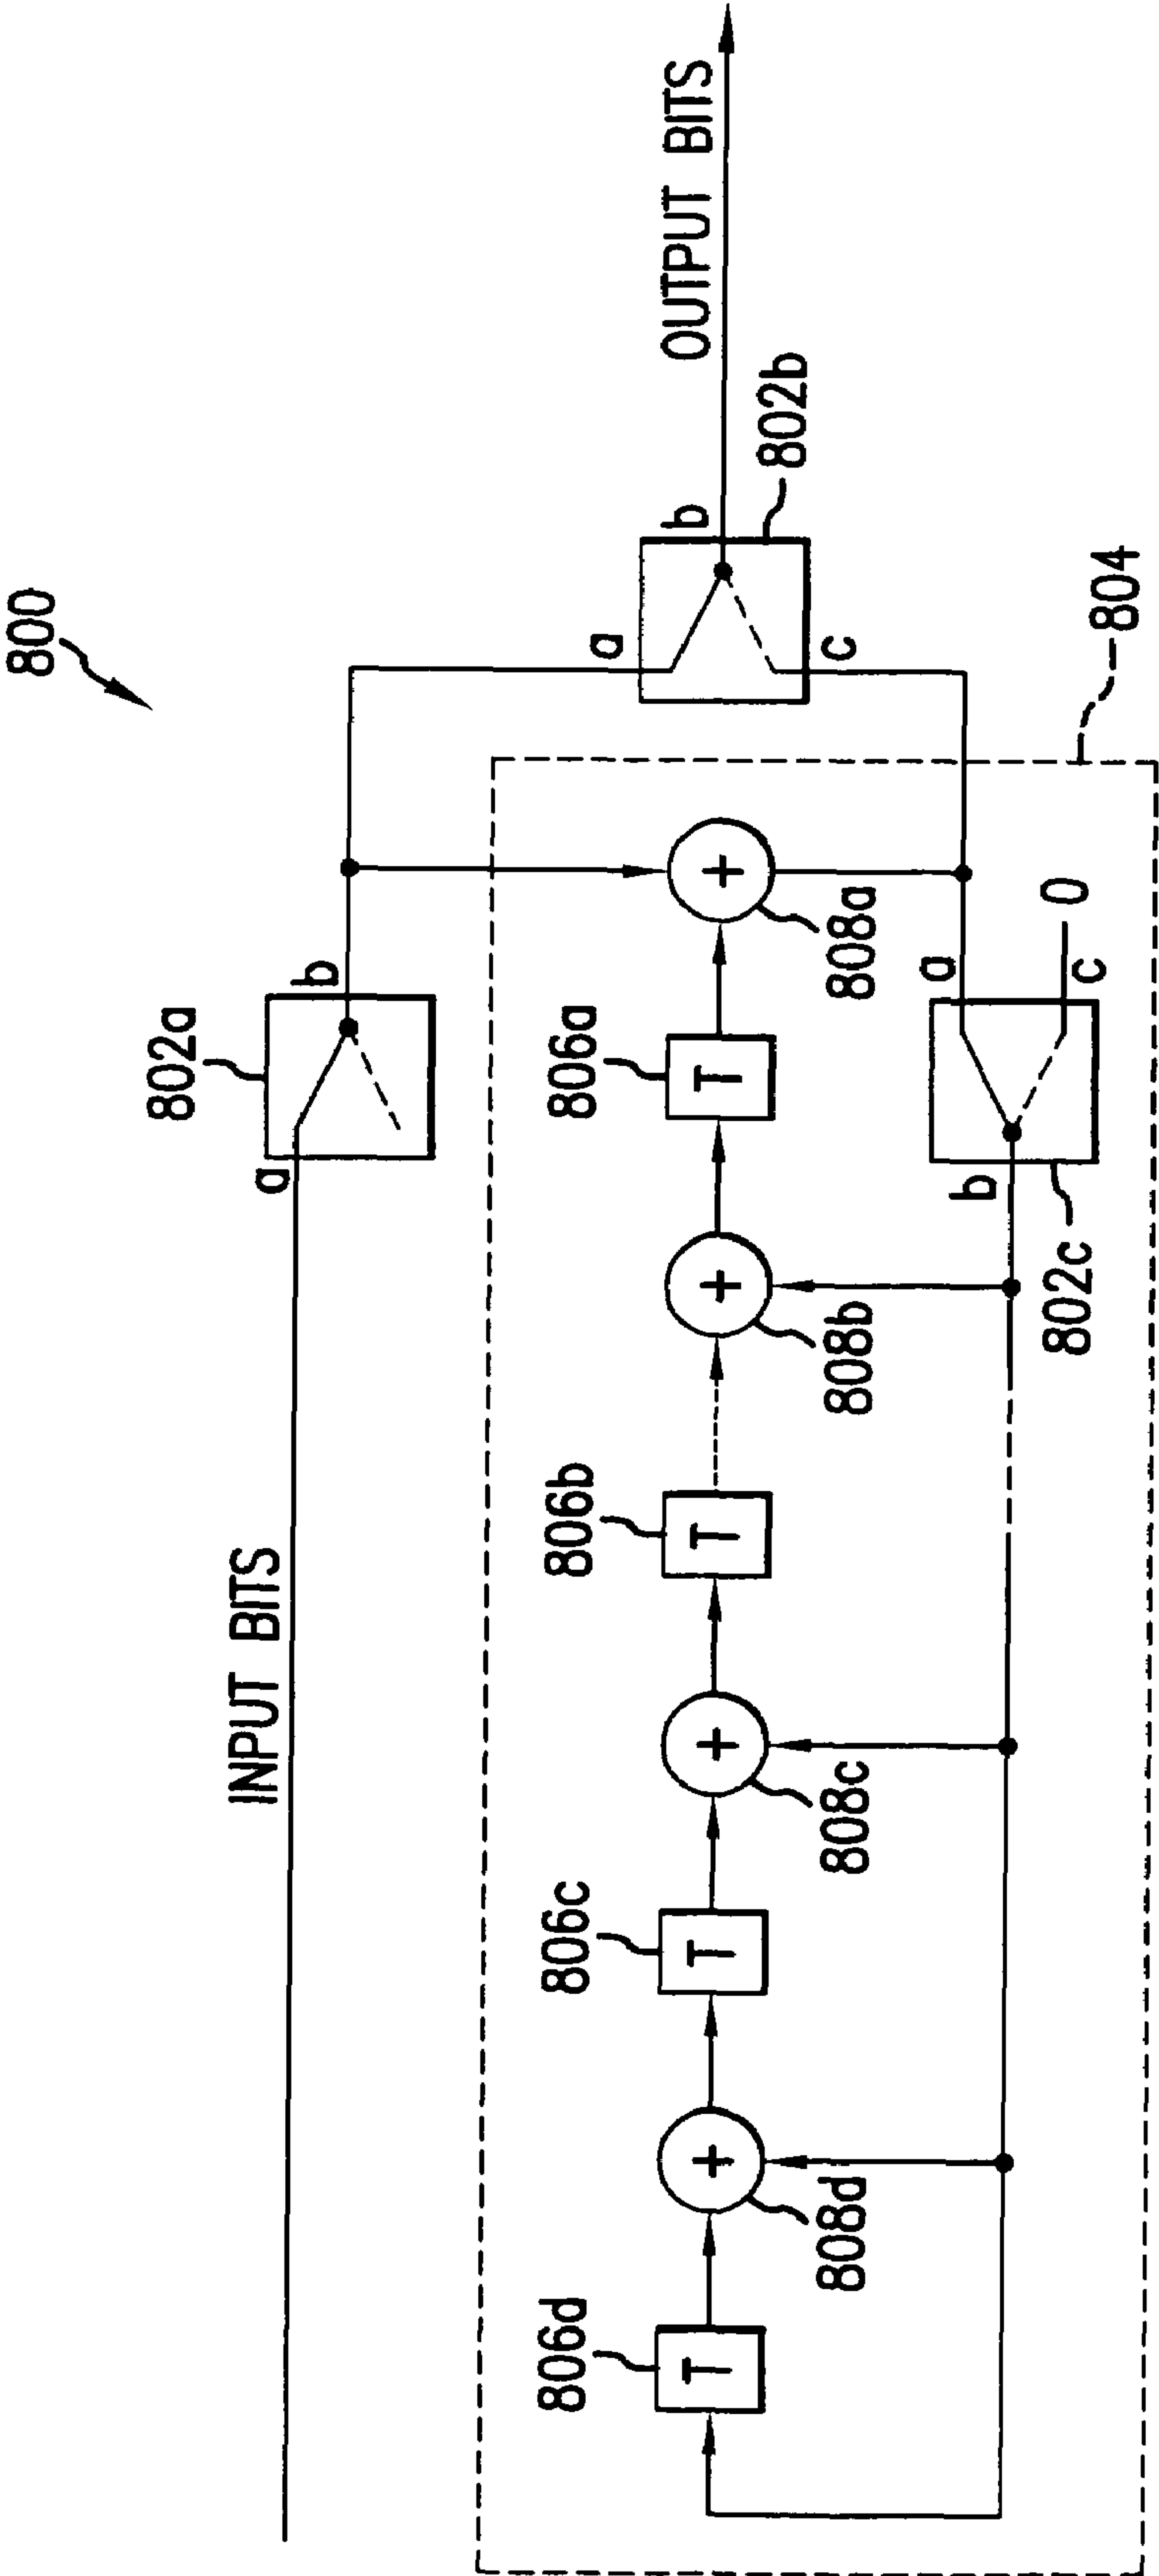 800
INPUT BITS
802a
a
b
OUTPUT BITS
a
b
c
802b
804
806d
T
806c
T
806b
T
806a
T
+
808d
+
808c
+
808b
+
808a
a
b
c
0
802c